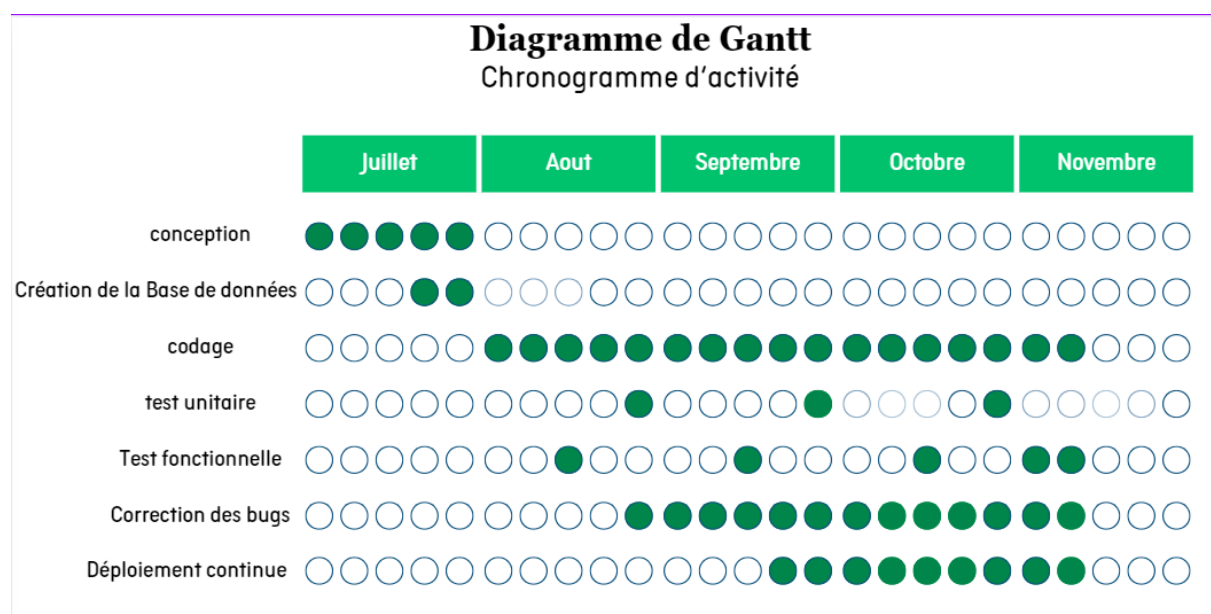 Diagramme de Gantt
Chronogramme d'activité
Juillet Aout Septembre Octobre Novembre
conception
Création de la Base de données
codage
test unitaire
Test fonctionnelle
Correction des bugs
Déploiement continue